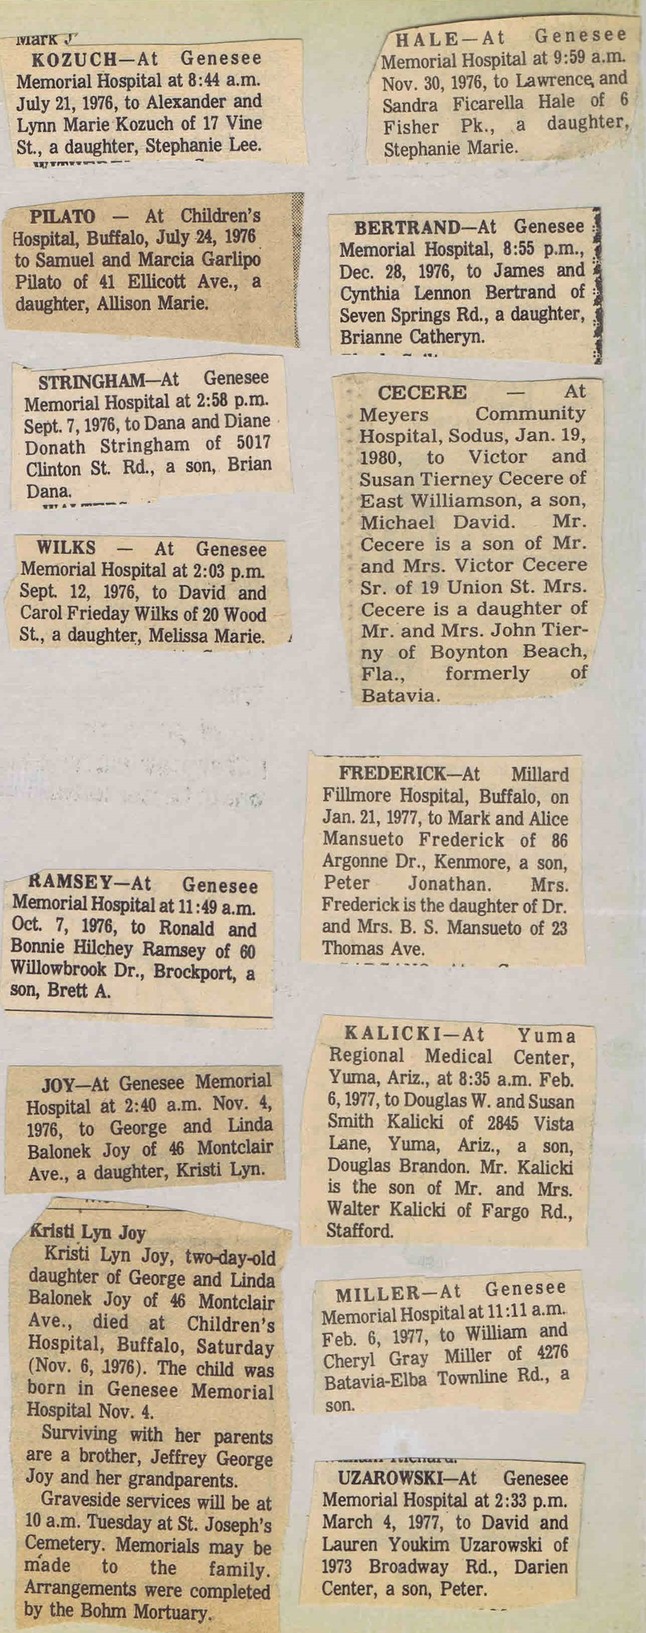 Mark J
KOZUCH—At Genesee
Memorial Hospital at 8:44 a.m.
July 21, 1976, to Alexander and
Lynn Marie Kozuch of 17 Vine
St., a daughter, Stephanie Lee.
PILATO — At Children's
Hospital, Buffalo, July 24, 1976
to Samuel and Marcia Garlipo
Pilato of 41 Ellicott Ave., a
daughter, Allison Marie.
STRINGHAM—At Genesee
Memorial Hospital at 2:58 p.m.
Sept. 7, 1976, to Dana and Diane
Donath Stringham of 5017
Clinton St. Rd., a son, Brian
Dana.
WILKS — At Genesee
Memorial Hospital at 2:03 p.m.
Sept. 12, 1976, to David and
Carol Frieday Wilks of 20 Wood
St., a daughter, Melissa Marie.
RAMSEY—At Genesee
Memorial Hospital at 11:49 a.m.
Oct. 7, 1976, to Ronald and
Bonnie Hilchey Ramsey of 60
Willowbrook Dr., Brockport, a
son, Brett A.
JOY—At Genesee Memorial
Hospital at 2:40 a.m. Nov. 4,
1976, to George and Linda
Balonek Joy of 46 Montclair
Ave., a daughter, Kristi Lyn.
Kristi Lyn Joy
Kristi Lyn Joy, two-day-old
daughter of George and Linda
Balonek Joy of 46 Montclair
Ave., died at Children's
Hospital, Buffalo, Saturday
(Nov. 6, 1976). The child was
born in Genesee Memorial
Hospital Nov. 4.
Surviving with her parents
are a brother, Jeffrey George
Joy and her grandparents.
Graveside services will be at
10 a.m. Tuesday at St. Joseph's
Cemetery. Memorials may be
made to the family.
Arrangements were completed
by the Bohm Mortuary.
HALE—At Genesee
Memorial Hospital at 9:59 a.m.
Nov. 30, 1976, to Lawrence and
Sandra Ficarella Hale of 6
Fisher Pk., a daughter,
Stephanie Marie.
BERTRAND—At Genesee
Memorial Hospital, 8:55 p.m.,
Dec. 28, 1976, to James and
Cynthia Lennon Bertrand of
Seven Springs Rd., a daughter,
Brianne Catheryn.
CECERE — At
Meyers Community
Hospital, Sodus, Jan. 19,
1980, to Victor and
Susan Tierney Cecere of
East Williamson, a son,
Michael David. Mr.
Cecere is a son of Mr.
and Mrs. Victor Cecere
Sr. of 19 Union St. Mrs.
Cecere is a daughter of
Mr. and Mrs. John Tier-
ny of Boynton Beach,
Fla., formerly of
Batavia.
FREDERICK—At Millard
Fillmore Hospital, Buffalo, on
Jan. 21, 1977, to Mark and Alice
Mansueto Frederick of 86
Argonne Dr., Kenmore, a son,
Peter Jonathan. Mrs.
Frederick is the daughter of Dr.
and Mrs. B. S. Mansueto of 23
Thomas Ave.
KALICKI—At Yuma
Regional Medical Center,
Yuma, Ariz., at 8:35 a.m. Feb.
6, 1977, to Douglas W. and Susan
Smith Kalicki of 2845 Vista
Lane, Yuma, Ariz., a son,
Douglas Brandon. Mr. Kalicki
is the son of Mr. and Mrs.
Walter Kalicki of Fargo Rd.,
Stafford.
MILLER—At Genesee
Memorial Hospital at 11:11 a.m.
Feb. 6, 1977, to William and
Cheryl Gray Miller of 4276
Batavia-Elba Townline Rd., a
son.
UZAROWSKI—At Genesee
Memorial Hospital at 2:33 p.m.
March 4, 1977, to David and
Lauren Youkim Uzarowski of
1973 Broadway Rd., Darien
Center, a son, Peter.